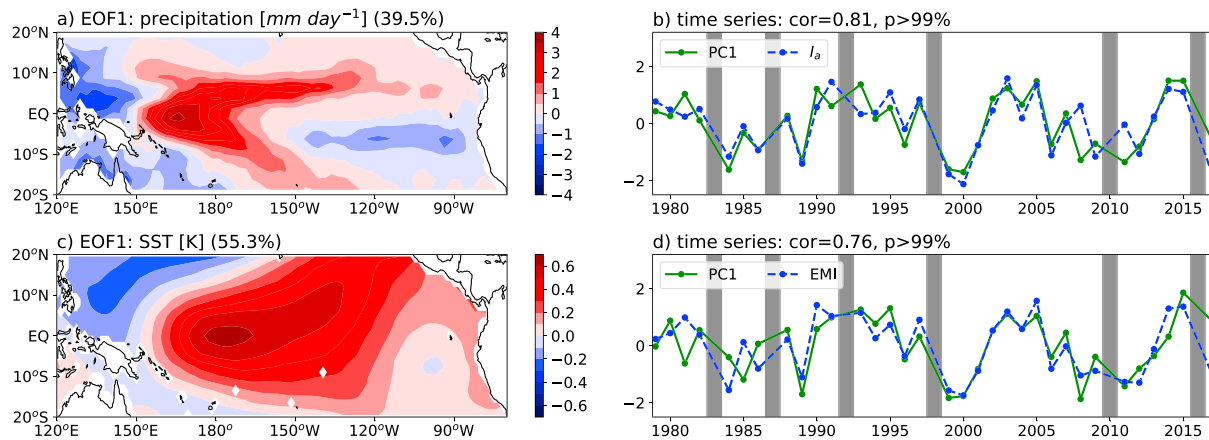 a) EOF1: precipitation [mm day⁻¹] (39.5%)
20°N
10°N
EQ
10°S
20°S
120°E 150°E 180° 150°W 120°W 90°W
4
3
2
1
0
−1
−2
−3
−4
b) time series: cor=0.81, p>99%
PC1 I_a
2
0
−2
1980 1985 1990 1995 2000 2005 2010 2015
c) EOF1: SST [K] (55.3%)
20°N
10°N
EQ
10°S
20°S
120°E 150°E 180° 150°W 120°W 90°W
0.6
0.4
0.2
0.0
−0.2
−0.4
−0.6
d) time series: cor=0.76, p>99%
PC1 EMI
2
0
−2
1980 1985 1990 1995 2000 2005 2010 2015